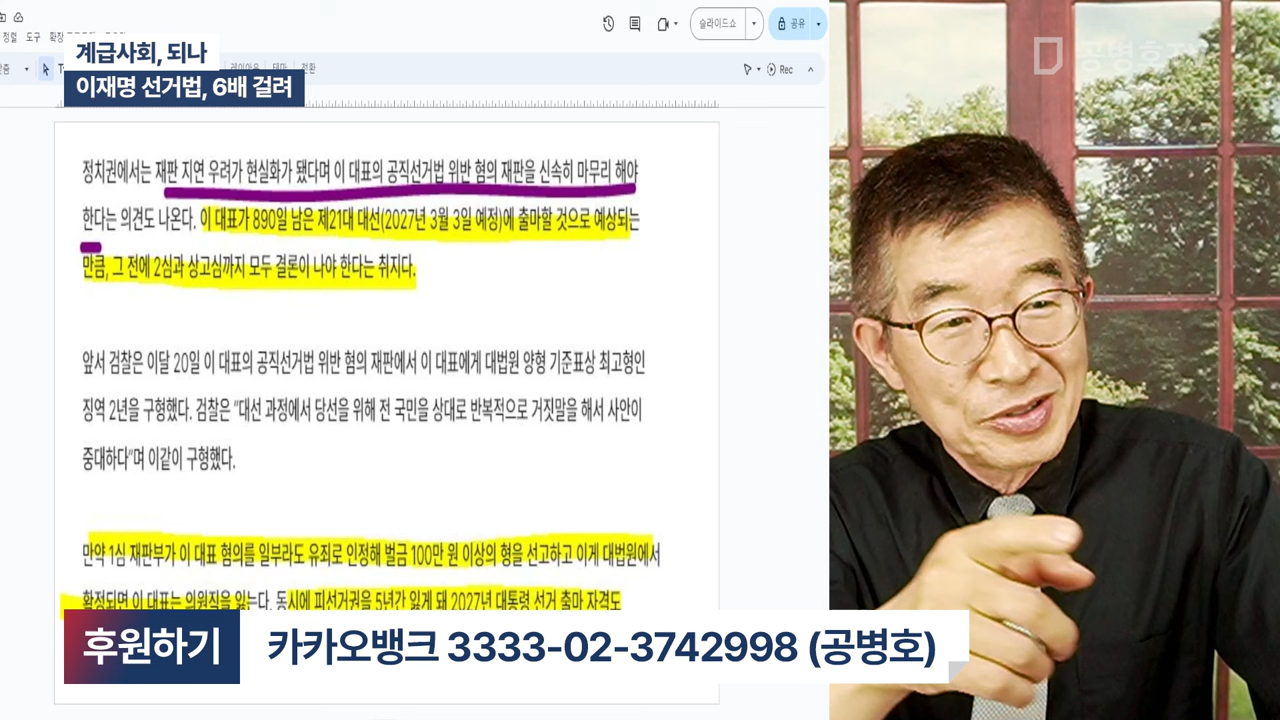 정렬 도구
슬라이드쇼
공유
계급사회, 되나
이재명 선거법, 6배 걸려
Rec
공병호TV
정치권에서는 재판 지연 우려가 현실화가 됐다며 이 대표의 공직선거법 위반 혐의 재판을 신속히 마무리 해야
한다는 의견도 나온다. 이 대표가 890일 남은 제21대 대선(2027년 3월 3일 예정)에 출마할 것으로 예상되는
만큼, 그 전에 2심과 상고심까지 모두 결론이 나야 한다는 취지다.
앞서 검찰은 이달 20일 이 대표의 공직선거법 위반 혐의 재판에서 이 대표에게 대법원 양형 기준표상 최고형인
징역 2년을 구형했다. 검찰은 “대선 과정에서 당선을 위해 전 국민을 상대로 반복적으로 거짓말을 해서 사안이
중대하다”며 이같이 구형했다.
만약 1심 재판부가 이 대표 혐의를 일부라도 유죄로 인정해 벌금 100만 원 이상의 형을 선고하고 이게 대법원에서
확정되면 이 대표는 의원직을 잃는다. 동시에 피선거권을 5년간 잃게 돼 2027년 대통령 선거 출마 자격도
후원하기
카카오뱅크 3333-02-3742998 (공병호)